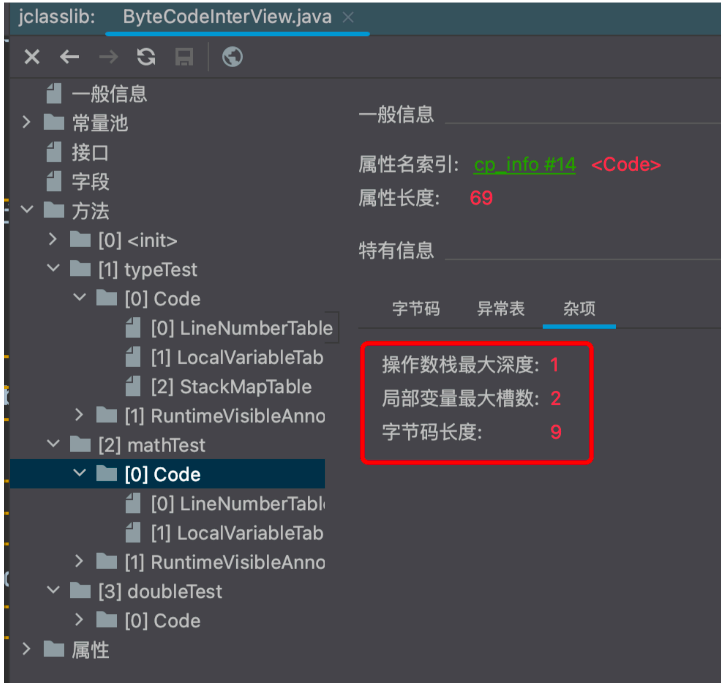 jclasslib: ByteCodeInterView.java
一般信息
常量池
接口
字段
方法
[0] <init>
[1] typeTest
[0] Code
[0] LineNumberTable
[1] LocalVariableTab
[2] StackMapTable
[1] RuntimeVisibleAnno
[2] mathTest
[0] Code
[0] LineNumberTabl
[1] LocalVariableTab
[1] RuntimeVisibleAnno
[3] doubleTest
[0] Code
属性
一般信息
属性名索引: cp_info #14 <Code>
属性长度: 69
特有信息
字节码 异常表 杂项
操作数栈最大深度: 1
局部变量最大槽数: 2
字节码长度: 9